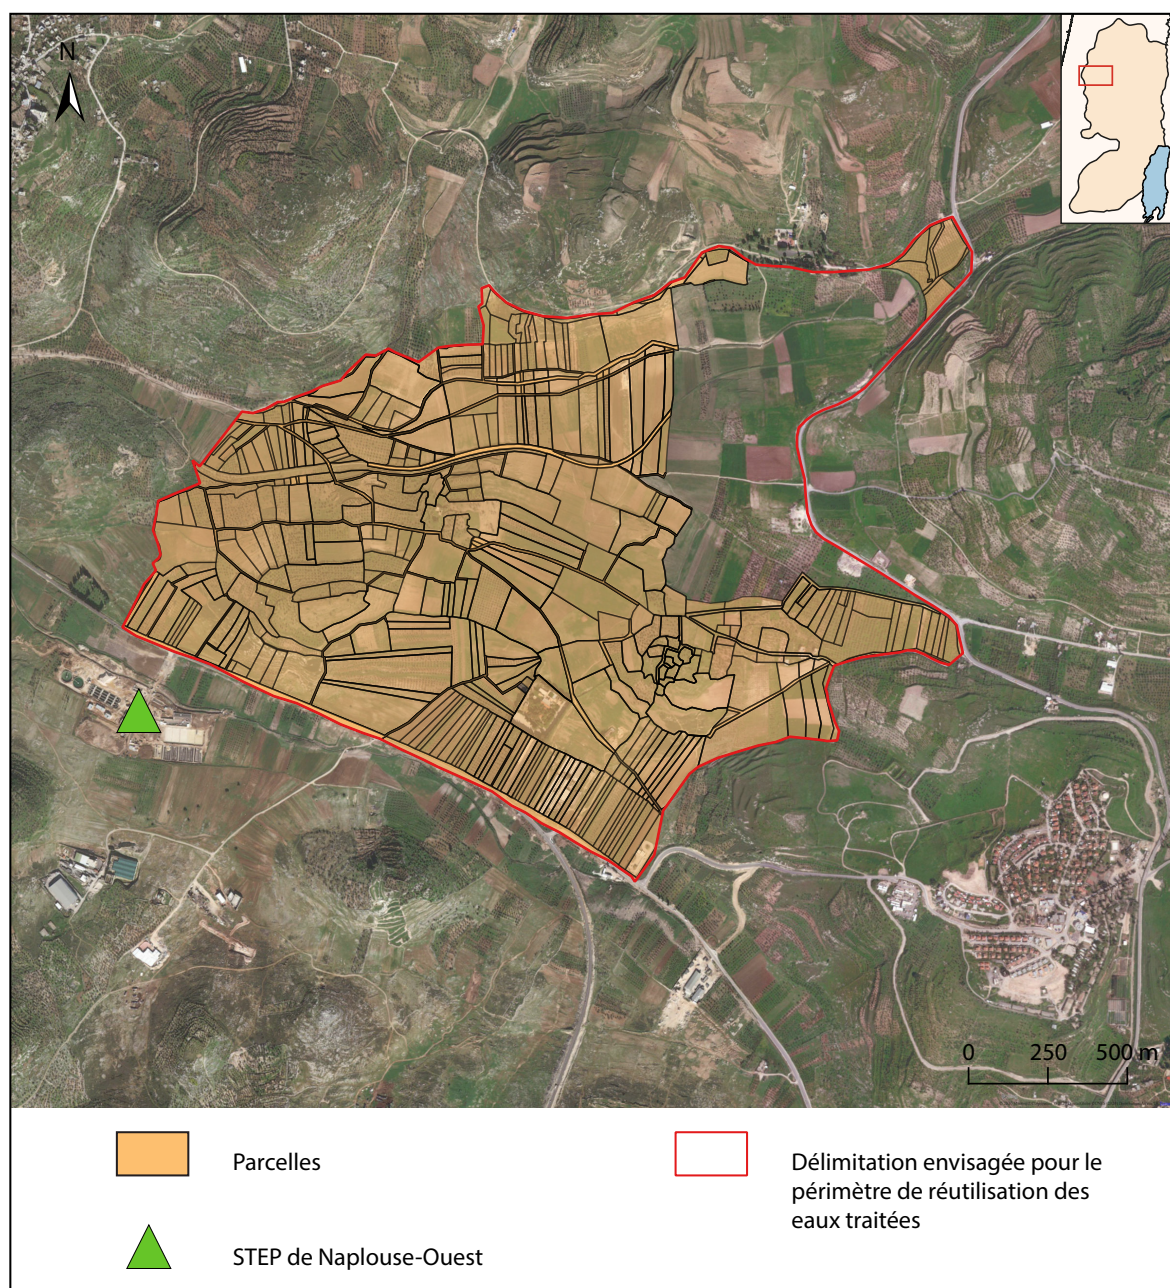 N
0 250 500 m
Parcelles
Délimitation envisagée pour le
périmètre de réutilisation des
eaux traitées
STEP de Naplouse-Ouest